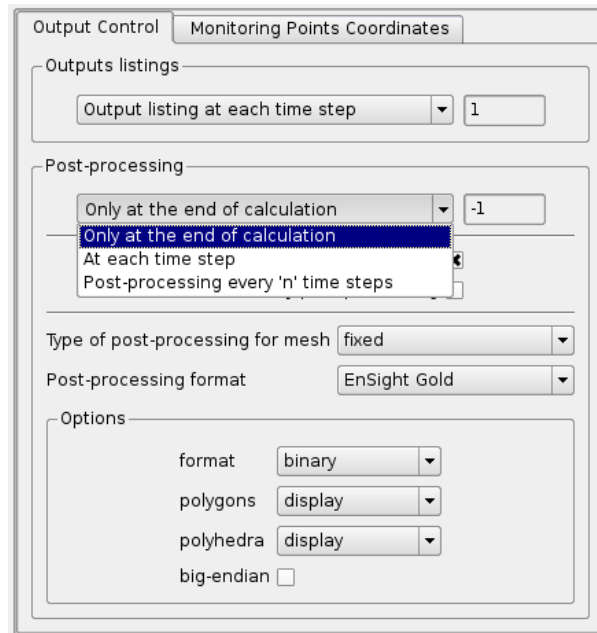 Output Control Monitoring Points Coordinates
Outputs listings
Output listing at each time step 1
Post-processing
Only at the end of calculation -1
Only at the end of calculation
At each time step
Post-processing every 'n' time steps
Type of post-processing for mesh fixed
Post-processing format EnSight Gold
Options
format binary
polygons display
polyhedra display
big-endian